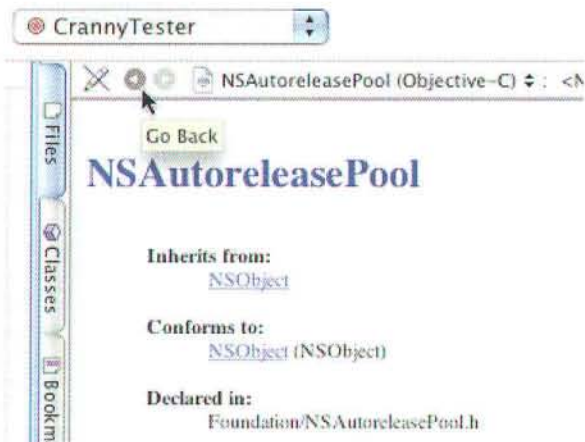 CrannyTester
NSAutoreleasePool (Objective-C) : <N
Go Back
Files
NSAutoreleasePool
Inherits from:
NSObject
Classes
Conforms to:
NSObject (NSObject)
Bookm
Declared in:
Foundation/NSAutoreleasePool.h